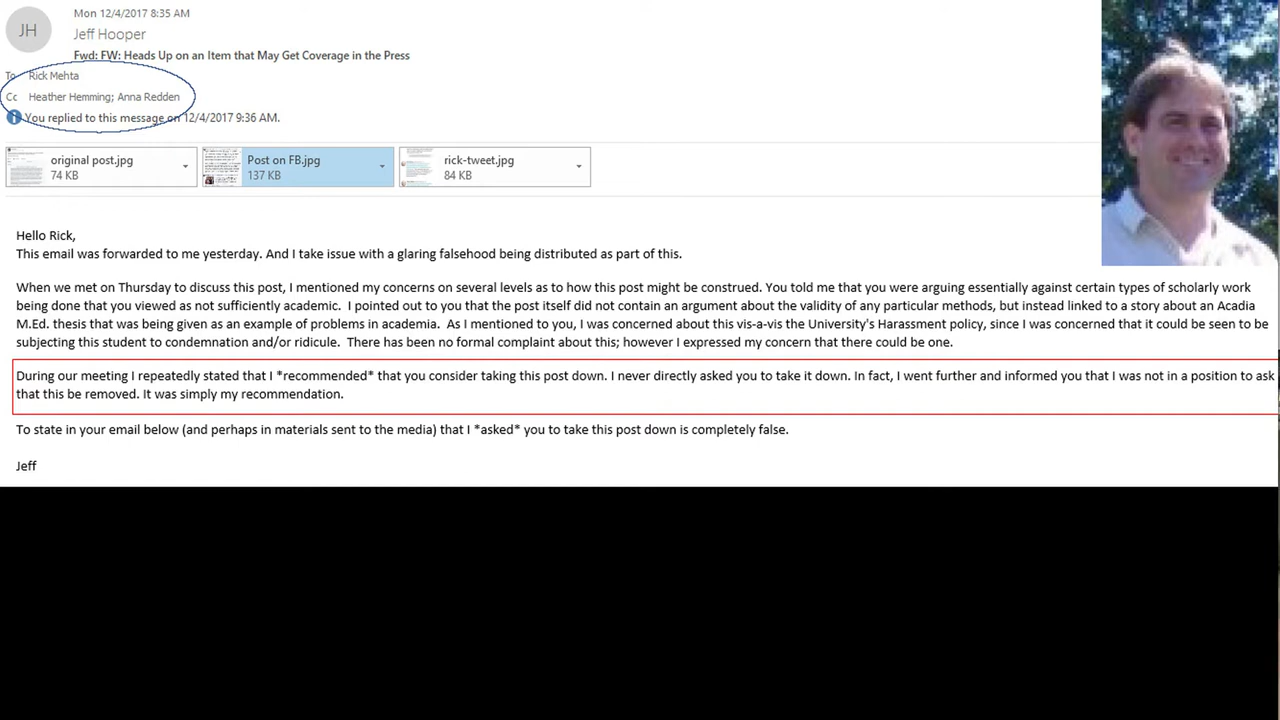 Mon 12/4/2017 8:35 AM
JH
Jeff Hooper
Fwd: FW: Heads Up on an Item that May Get Coverage in the Press
To Rick Mehta
Cc Heather Hemming; Anna Redden
You replied to this message on 12/4/2017 9:36 AM.
original post.jpg
74 KB
Post on FB.jpg
137 KB
rick-tweet.jpg
84 KB
Hello Rick,
This email was forwarded to me yesterday. And I take issue with a glaring falsehood being distributed as part of this.
When we met on Thursday to discuss this post, I mentioned my concerns on several levels as to how this post might be construed. You told me that you were arguing essentially against certain types of scholarly work
being done that you viewed as not sufficiently academic. I pointed out to you that the post itself did not contain an argument about the validity of any particular methods, but instead linked to a story about an Acadia
M.Ed. thesis that was being given as an example of problems in academia. As I mentioned to you, I was concerned about this vis-a-vis the University's Harassment policy, since I was concerned that it could be seen to be
subjecting this student to condemnation and/or ridicule. There has been no formal complaint about this; however I expressed my concern that there could be one.
During our meeting I repeatedly stated that I *recommended* that you consider taking this post down. I never directly asked you to take it down. In fact, I went further and informed you that I was not in a position to ask
that this be removed. It was simply my recommendation.
To state in your email below (and perhaps in materials sent to the media) that I *asked* you to take this post down is completely false.
Jeff